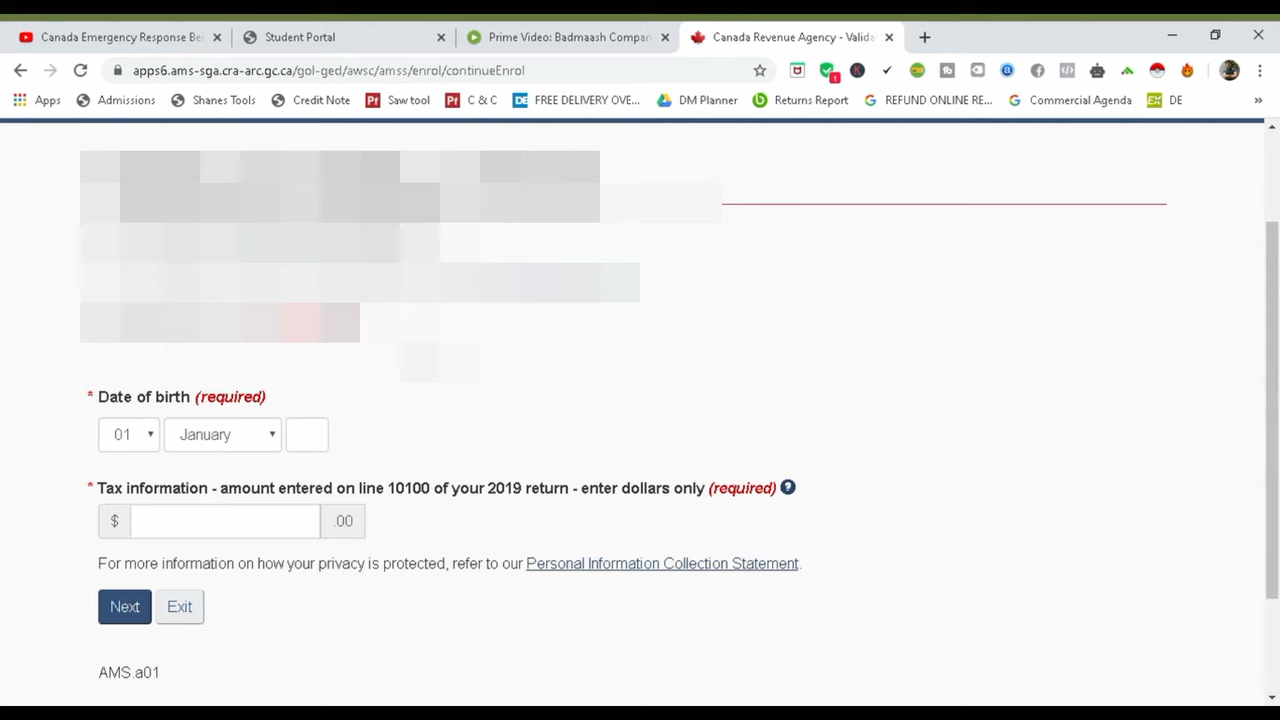 Canada Emergency Response Be
Student Portal
Prime Video: Badmaash Compan
Canada Revenue Agency - Valida
apps6.ams-sga.cra-arc.gc.ca/gol-ged/awsc/amss/enrol/continueEnrol
Apps
Admissions
Shanes Tools
Credit Note
Saw tool
C & C
FREE DELIVERY OVE...
DM Planner
Returns Report
REFUND ONLINE RE...
Commercial Agenda
DE
* Date of birth (required)
01 January
* Tax information - amount entered on line 10100 of your 2019 return - enter dollars only (required) ?
$ .00
For more information on how your privacy is protected, refer to our Personal Information Collection Statement.
Next Exit
AMS.a01